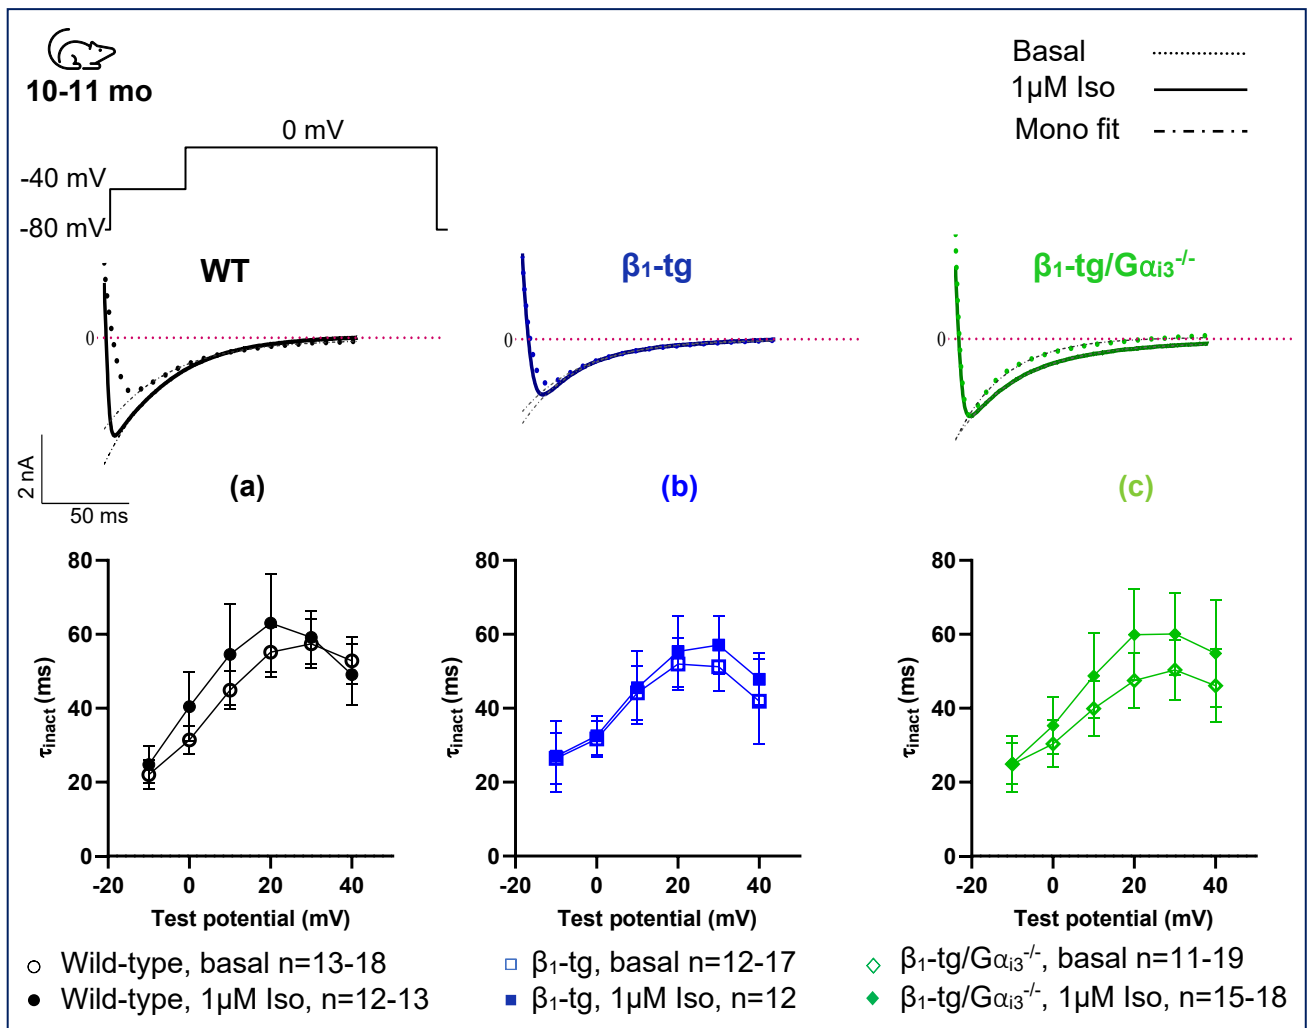 10-11 mo
Basal
1µM Iso
Mono fit
0 mV
-40 mV
-80 mV
WT
β1-tg
β1-tg/Gαi3-/-
0
0
0
2 nA
50 ms
(a)
(b)
(c)
80
60
40
20
0
τinact (ms)
-20 0 20 40
Test potential (mV)
80
60
40
20
0
τinact (ms)
-20 0 20 40
Test potential (mV)
80
60
40
20
0
τinact (ms)
-20 0 20 40
Test potential (mV)
Wild-type, basal n=13-18
Wild-type, 1µM Iso, n=12-13
β1-tg, basal n=12-17
β1-tg, 1µM Iso, n=12
β1-tg/Gαi3-/-, basal n=11-19
β1-tg/Gαi3-/-, 1µM Iso, n=15-18